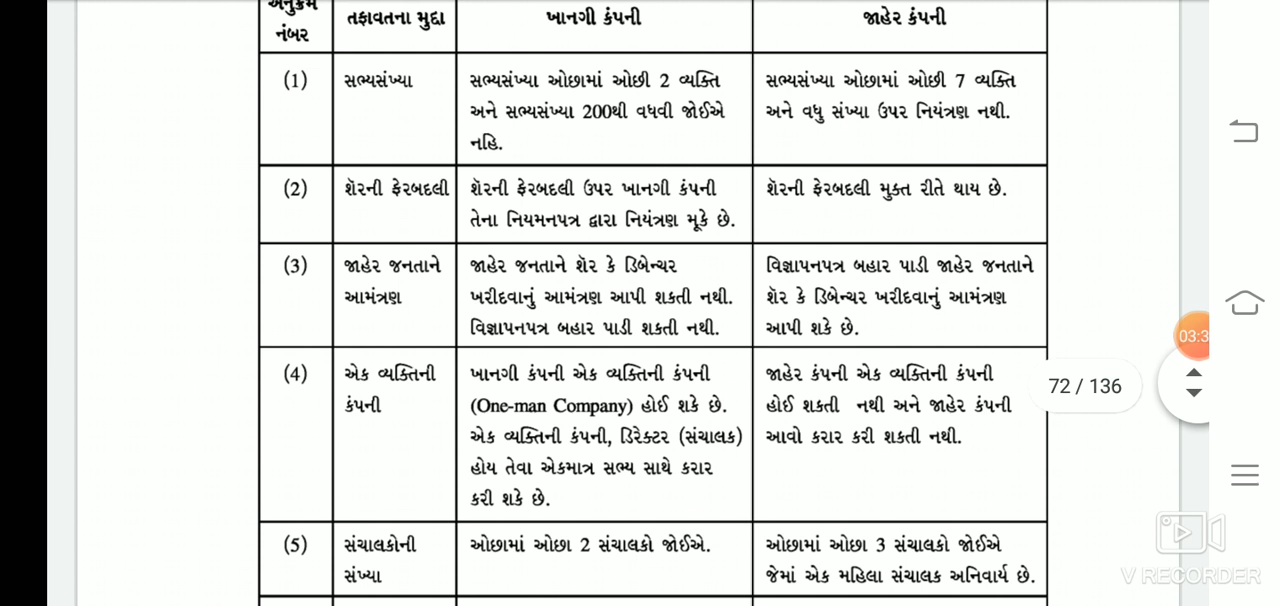 અનુક્રમ
નંબર
તફાવતના મુદ્દા
ખાનગી કંપની
જાહેર કંપની
(1)
સભ્યસંખ્યા
સભ્યસંખ્યા ઓછામાં ઓછી 2 વ્યક્તિ
અને સભ્યસંખ્યા 200થી વધવી જોઈએ
નહિ.
સભ્યસંખ્યા ઓછામાં ઓછી 7 વ્યક્તિ
અને વધુ સંખ્યા ઉપર નિયંત્રણ નથી.
(2)
શૅરની ફેરબદલી
શૅરની ફેરબદલી ઉપર ખાનગી કંપની
તેના નિયમનપત્ર દ્વારા નિયંત્રણ મૂકે છે.
શૅરની ફેરબદલી મુક્ત રીતે થાય છે.
(3)
જાહેર જનતાને
આમંત્રણ
જાહેર જનતાને શૅર કે ડિબેન્ચર
ખરીદવાનું આમંત્રણ આપી શકતી નથી.
વિજ્ઞાપનપત્ર બહાર પાડી શકતી નથી.
વિજ્ઞાપનપત્ર બહાર પાડી જાહેર જનતાને
શૅર કે ડિબેન્ચર ખરીદવાનું આમંત્રણ
આપી શકે છે.
(4)
એક વ્યક્તિની
કંપની
ખાનગી કંપની એક વ્યક્તિની કંપની
(One-man Company) હોઈ શકે છે.
એક વ્યક્તિની કંપની, ડિરેક્ટર (સંચાલક)
હોય તેવા એકમાત્ર સભ્ય સાથે કરાર
કરી શકે છે.
જાહેર કંપની એક વ્યક્તિની કંપની
હોઈ શકતી નથી અને જાહેર કંપની
આવો કરાર કરી શકતી નથી.
(5)
સંચાલકોની
સંખ્યા
ઓછામાં ઓછા 2 સંચાલકો જોઈએ.
ઓછામાં ઓછા 3 સંચાલકો જોઈએ
જેમાં એક મહિલા સંચાલક અનિવાર્ય છે.
03:3
72 / 136
V RECORDER